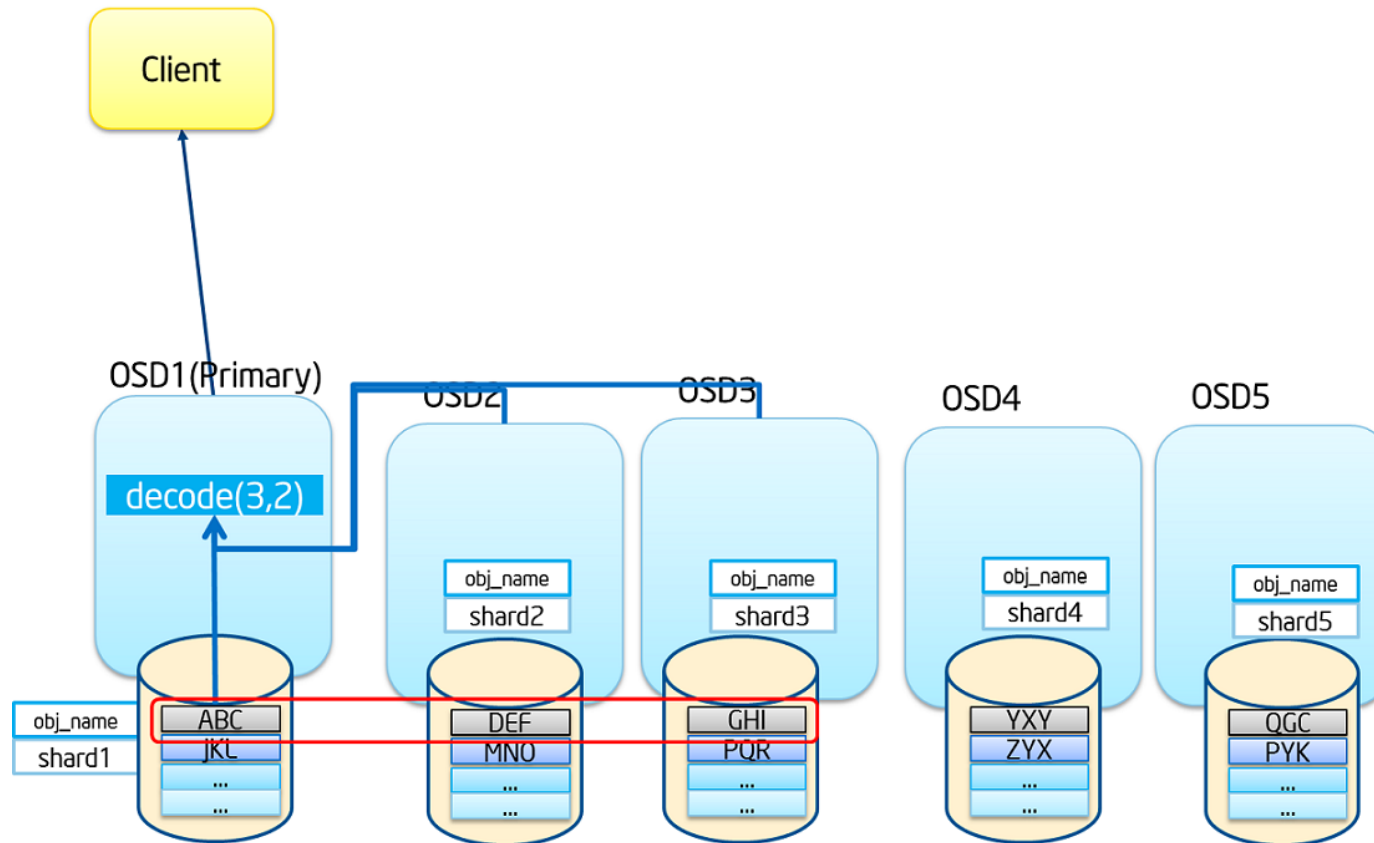 Client
OSD1(Primary)
OSD2
OSD3
OSD4
OSD5
decode(3,2)
obj_name
shard2
obj_name
shard3
obj_name
shard4
obj_name
shard5
obj_name
shard1
ABC
JKL
...
...
DEF
MNO
...
...
GHI
PQR
...
...
YXY
ZYX
...
...
QGC
PYK
...
...